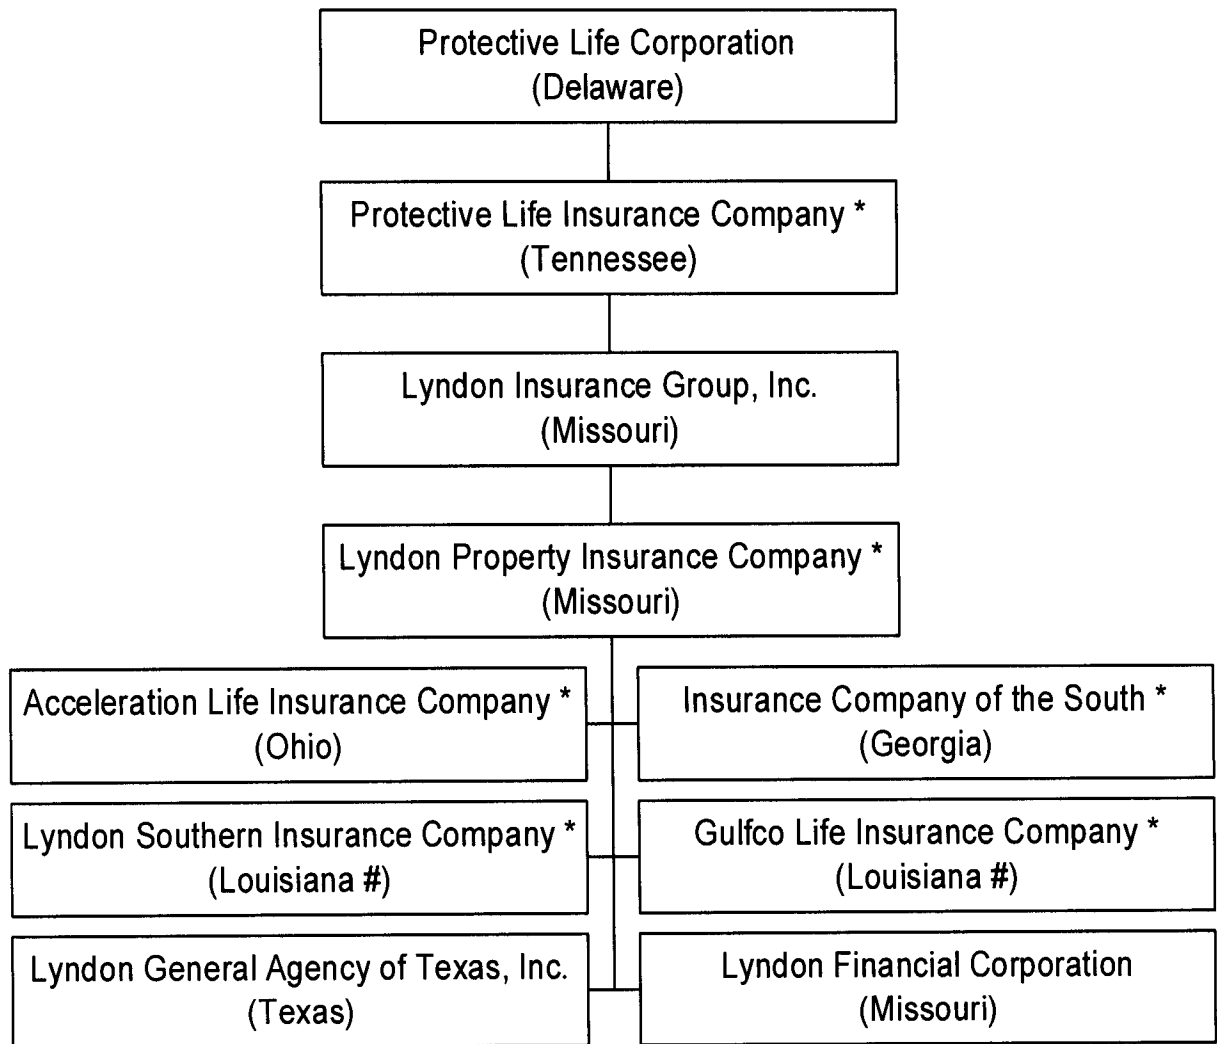 Protective Life Corporation
(Delaware)
Protective Life Insurance Company *
(Tennessee)
Lyndon Insurance Group, Inc.
(Missouri)
Lyndon Property Insurance Company *
(Missouri)
Acceleration Life Insurance Company *
(Ohio)
Insurance Company of the South *
(Georgia)
Lyndon Southern Insurance Company *
(Louisiana #)
Gulfco Life Insurance Company *
(Louisiana #)
Lyndon General Agency of Texas, Inc.
(Texas)
Lyndon Financial Corporation
(Missouri)